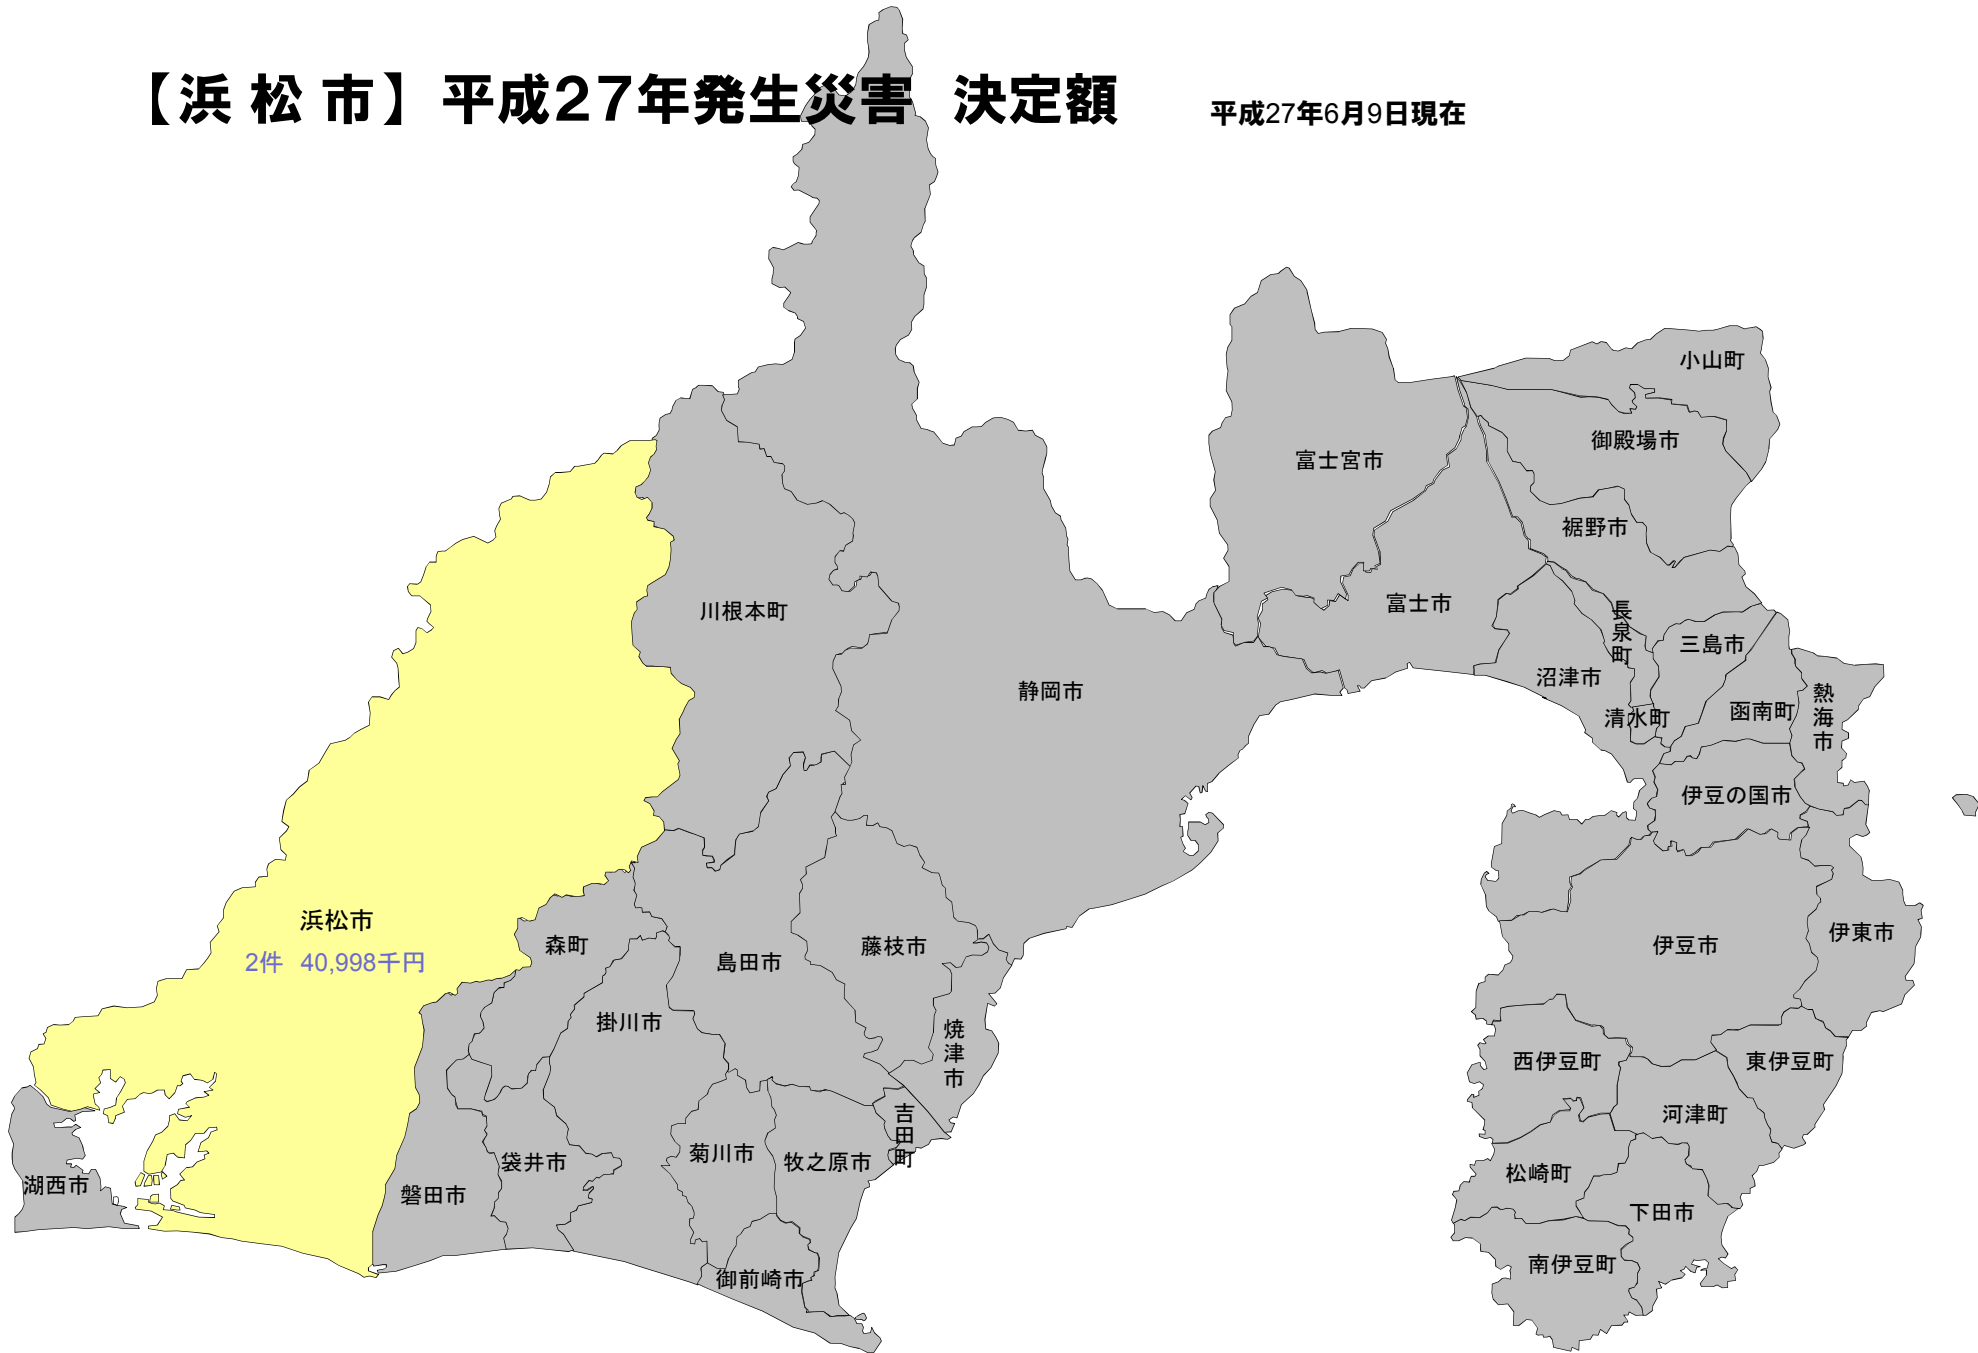 【浜 松 市】 平成２７年発生災害　決定額
平成27年6月9日現在
小山町
御殿場市
富士宮市
裾野市
富士市
長泉町
三島市
川根本町
沼津市
静岡市
清水町
函南町
熱海市
伊豆の国市
浜松市
2件 40,998千円
森町
島田市
藤枝市
伊豆市
伊東市
掛川市
焼津市
西伊豆町
東伊豆町
河津町
吉田町
菊川市
牧之原市
袋井市
磐田市
湖西市
松崎町
下田市
南伊豆町
御前崎市